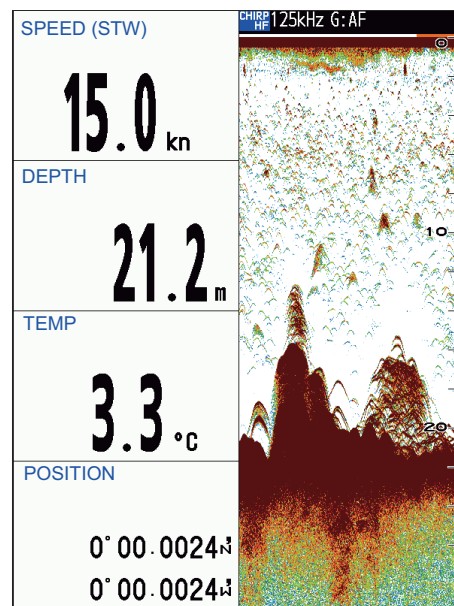 SPEED (STW)
15.0 kn
DEPTH
21.2 m
TEMP
3.3 °C
POSITION
0°00.0024'N
0°00.0024'W
CHIRP HF 125kHz G:AF
0
10
20